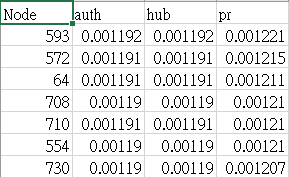 Node auth hub pr
593 0.001192 0.001192 0.001221
572 0.001191 0.001191 0.001215
64 0.001191 0.001191 0.001211
708 0.00119 0.00119 0.00121
710 0.001191 0.001191 0.00121
554 0.00119 0.00119 0.00121
730 0.00119 0.00119 0.001207